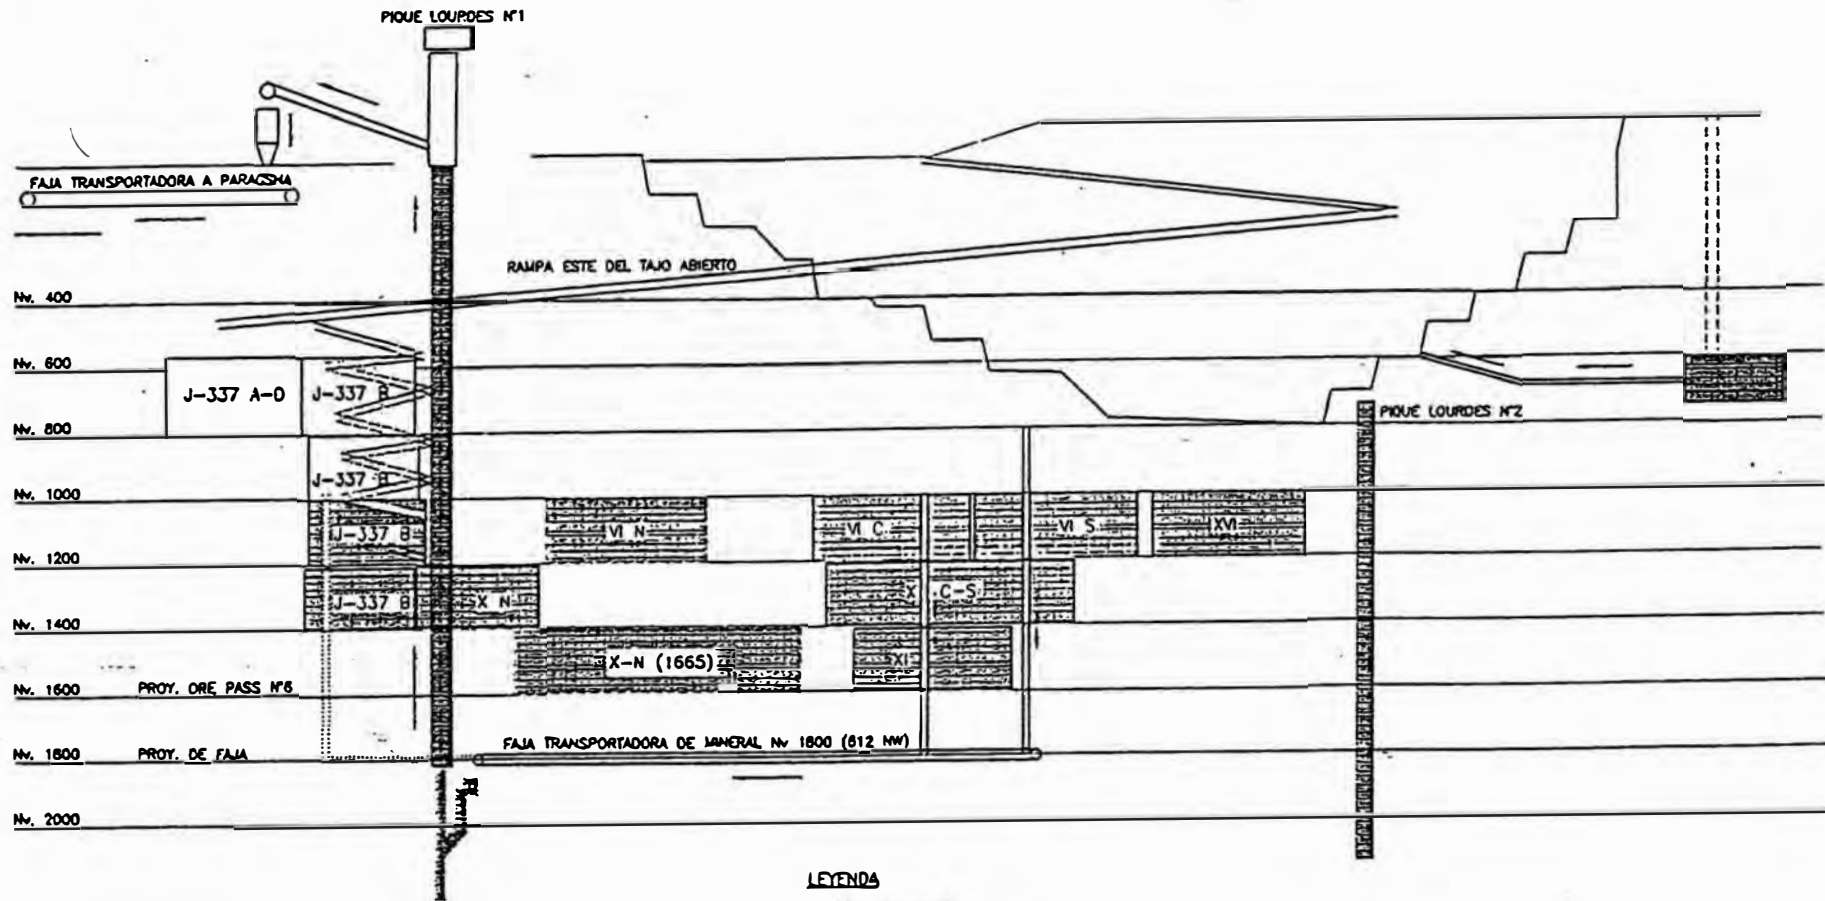 PIQUE LOURDES N°1
FAJA TRANSPORTADORA A PARAGSHA
RAMPA ESTE DEL TAJO ABIERTO
Nv. 400
Nv. 600
J-337 A-D
J-337 B
PIQUE LOURDES N°2
Nv. 800
J-337 B
Nv. 1000
J-337 B
VI N
VI C
VI S
XVI
Nv. 1200
J-337 B
X N
X
C-S
Nv. 1400
X-N (1665)
XI
Nv. 1600
PROY. ORE PASS N°6
FAJA TRANSPORTADORA DE MINERAL Nv 1800 (612 NW)
Nv. 1800
PROY. DE FAJA
Nv. 2000
LEYENDA